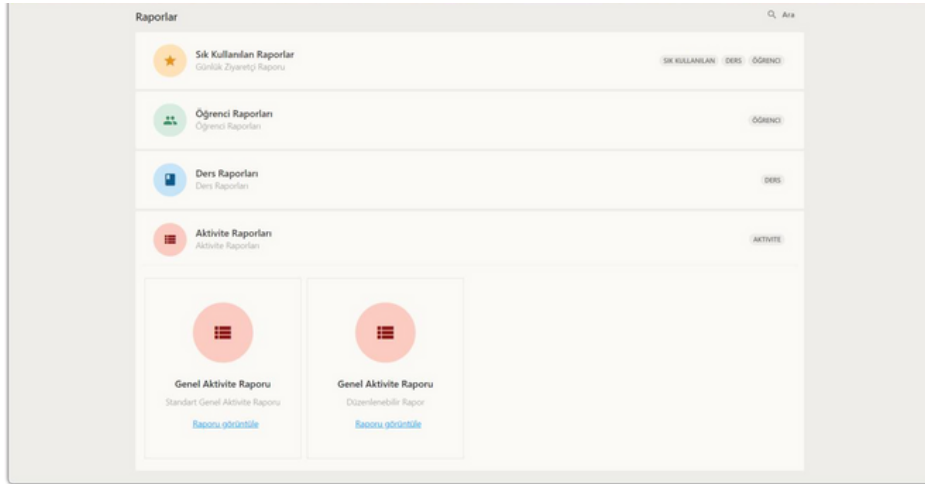 Raporlar
Ara
Sık Kullanılan Raporlar
Günlük Ziyaretçi Raporu
SIK KULLANILAN DERS ÖĞRENCİ
Öğrenci Raporları
Öğrenci Raporları
ÖĞRENCİ
Ders Raporları
Ders Raporları
DERS
Aktivite Raporları
Aktivite Raporları
AKTİVİTE
Genel Aktivite Raporu
Standart Genel Aktivite Raporu
Raporu görüntüle
Genel Aktivite Raporu
Düzenlenebilir Rapor
Raporu görüntüle